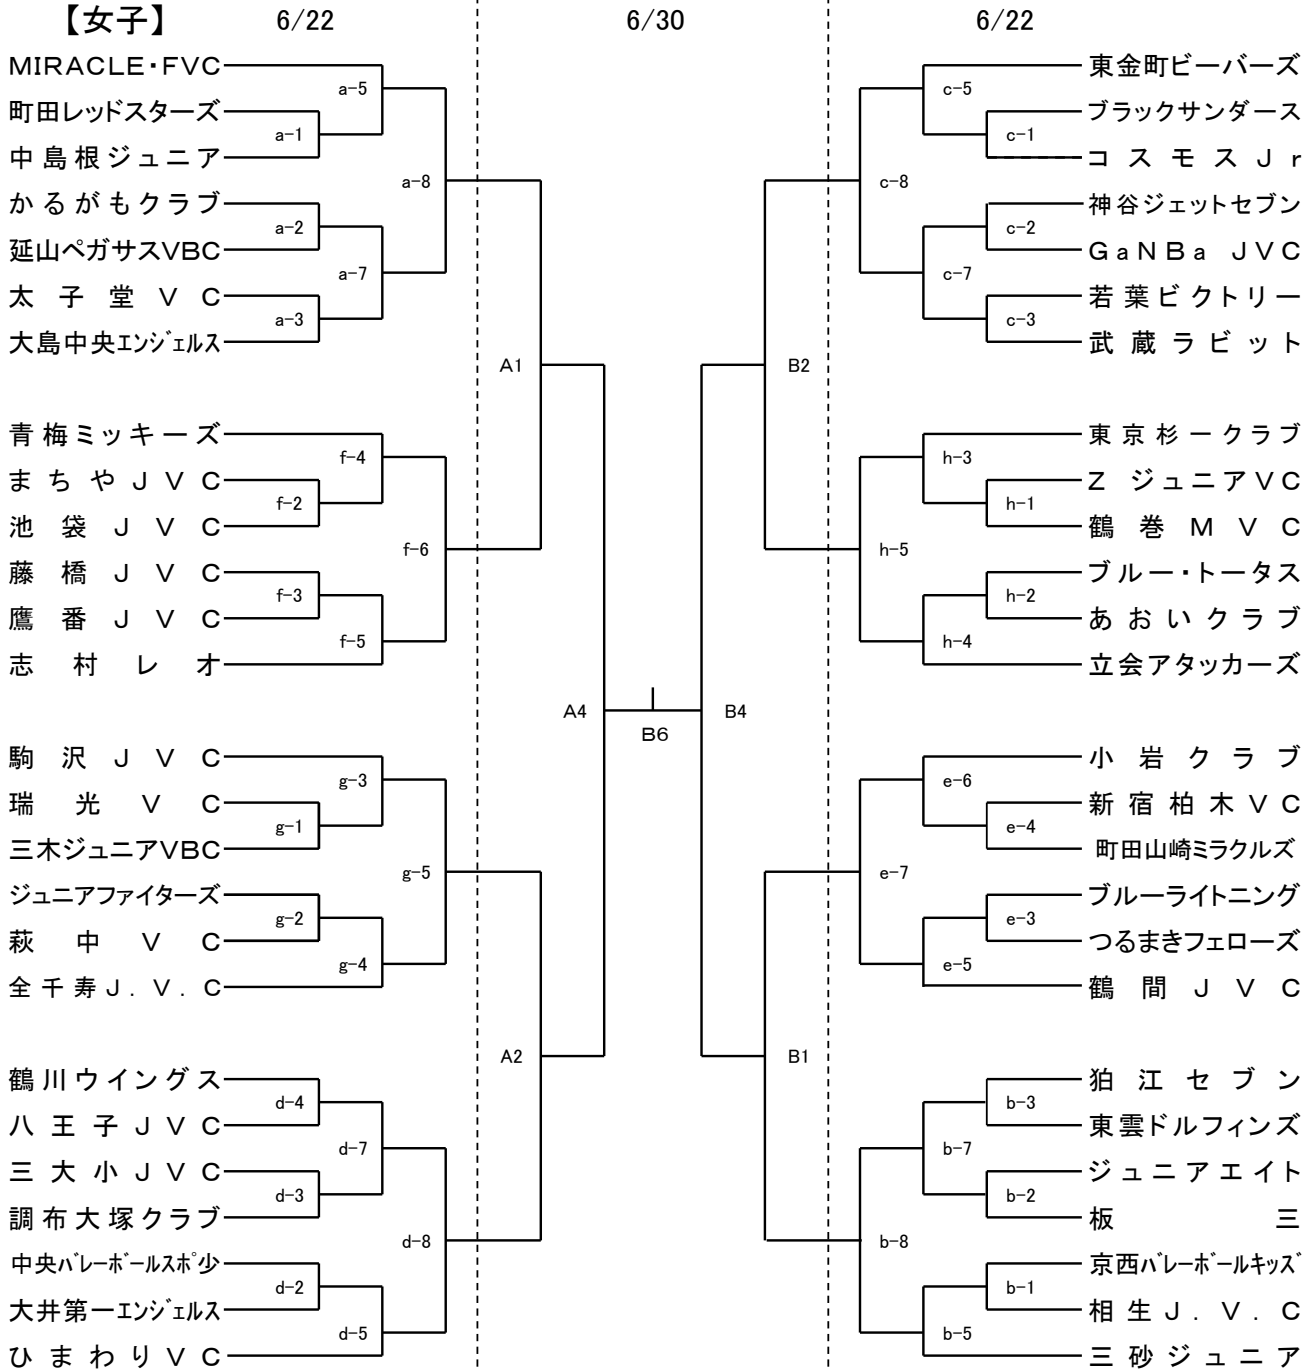 【女子】 6/22 6/30 6/22
MIRACLE・FVC
町田レッドスターズ
中島根ジュニア
かるがもクラブ
延山ペガサスVBC
太子堂VC
大島中央エンジェルス
青梅ミッキーズ
まちやJVC
池袋JVC
藤橋JVC
鷹番JVC
志村レオ
駒沢JVC
瑞光VC
三木ジュニアVBC
ジュニアファイターズ
萩中VC
全千寿J.V.C
鶴川ウイングス
八王子JVC
三大小JVC
調布大塚クラブ
中央バレーボールスポ少
大井第一エンジェルス
ひまわりVC
a-5
a-1
a-8
a-2
a-7
a-3
f-4
f-2
f-6
f-3
f-5
g-3
g-1
g-5
g-2
g-4
d-4
d-7
d-3
d-8
d-2
d-5
A1
A4
A2
B6
B2
B4
B1
c-5
c-1
c-8
c-2
c-7
c-3
h-3
h-1
h-5
h-2
h-4
e-6
e-4
e-7
e-3
e-5
b-3
b-7
b-2
b-8
b-1
b-5
東金町ビーバーズ
ブラックサンダース
コスモスJr
神谷ジェットセブン
GaNBa JVC
若葉ビクトリー
武蔵ラビット
東京杉一クラブ
Z ジュニアVC
鶴巻MVC
ブルー・トータス
あおいクラブ
立会アタッカーズ
小岩クラブ
新宿柏木VC
町田山崎ミラクルズ
ブルーライトニング
つるまきフェローズ
鶴間JVC
狛江セブン
東雲ドルフィンズ
ジュニアエイト
板三
京西バレーボールキッズ
相生J.V.C
三砂ジュニア